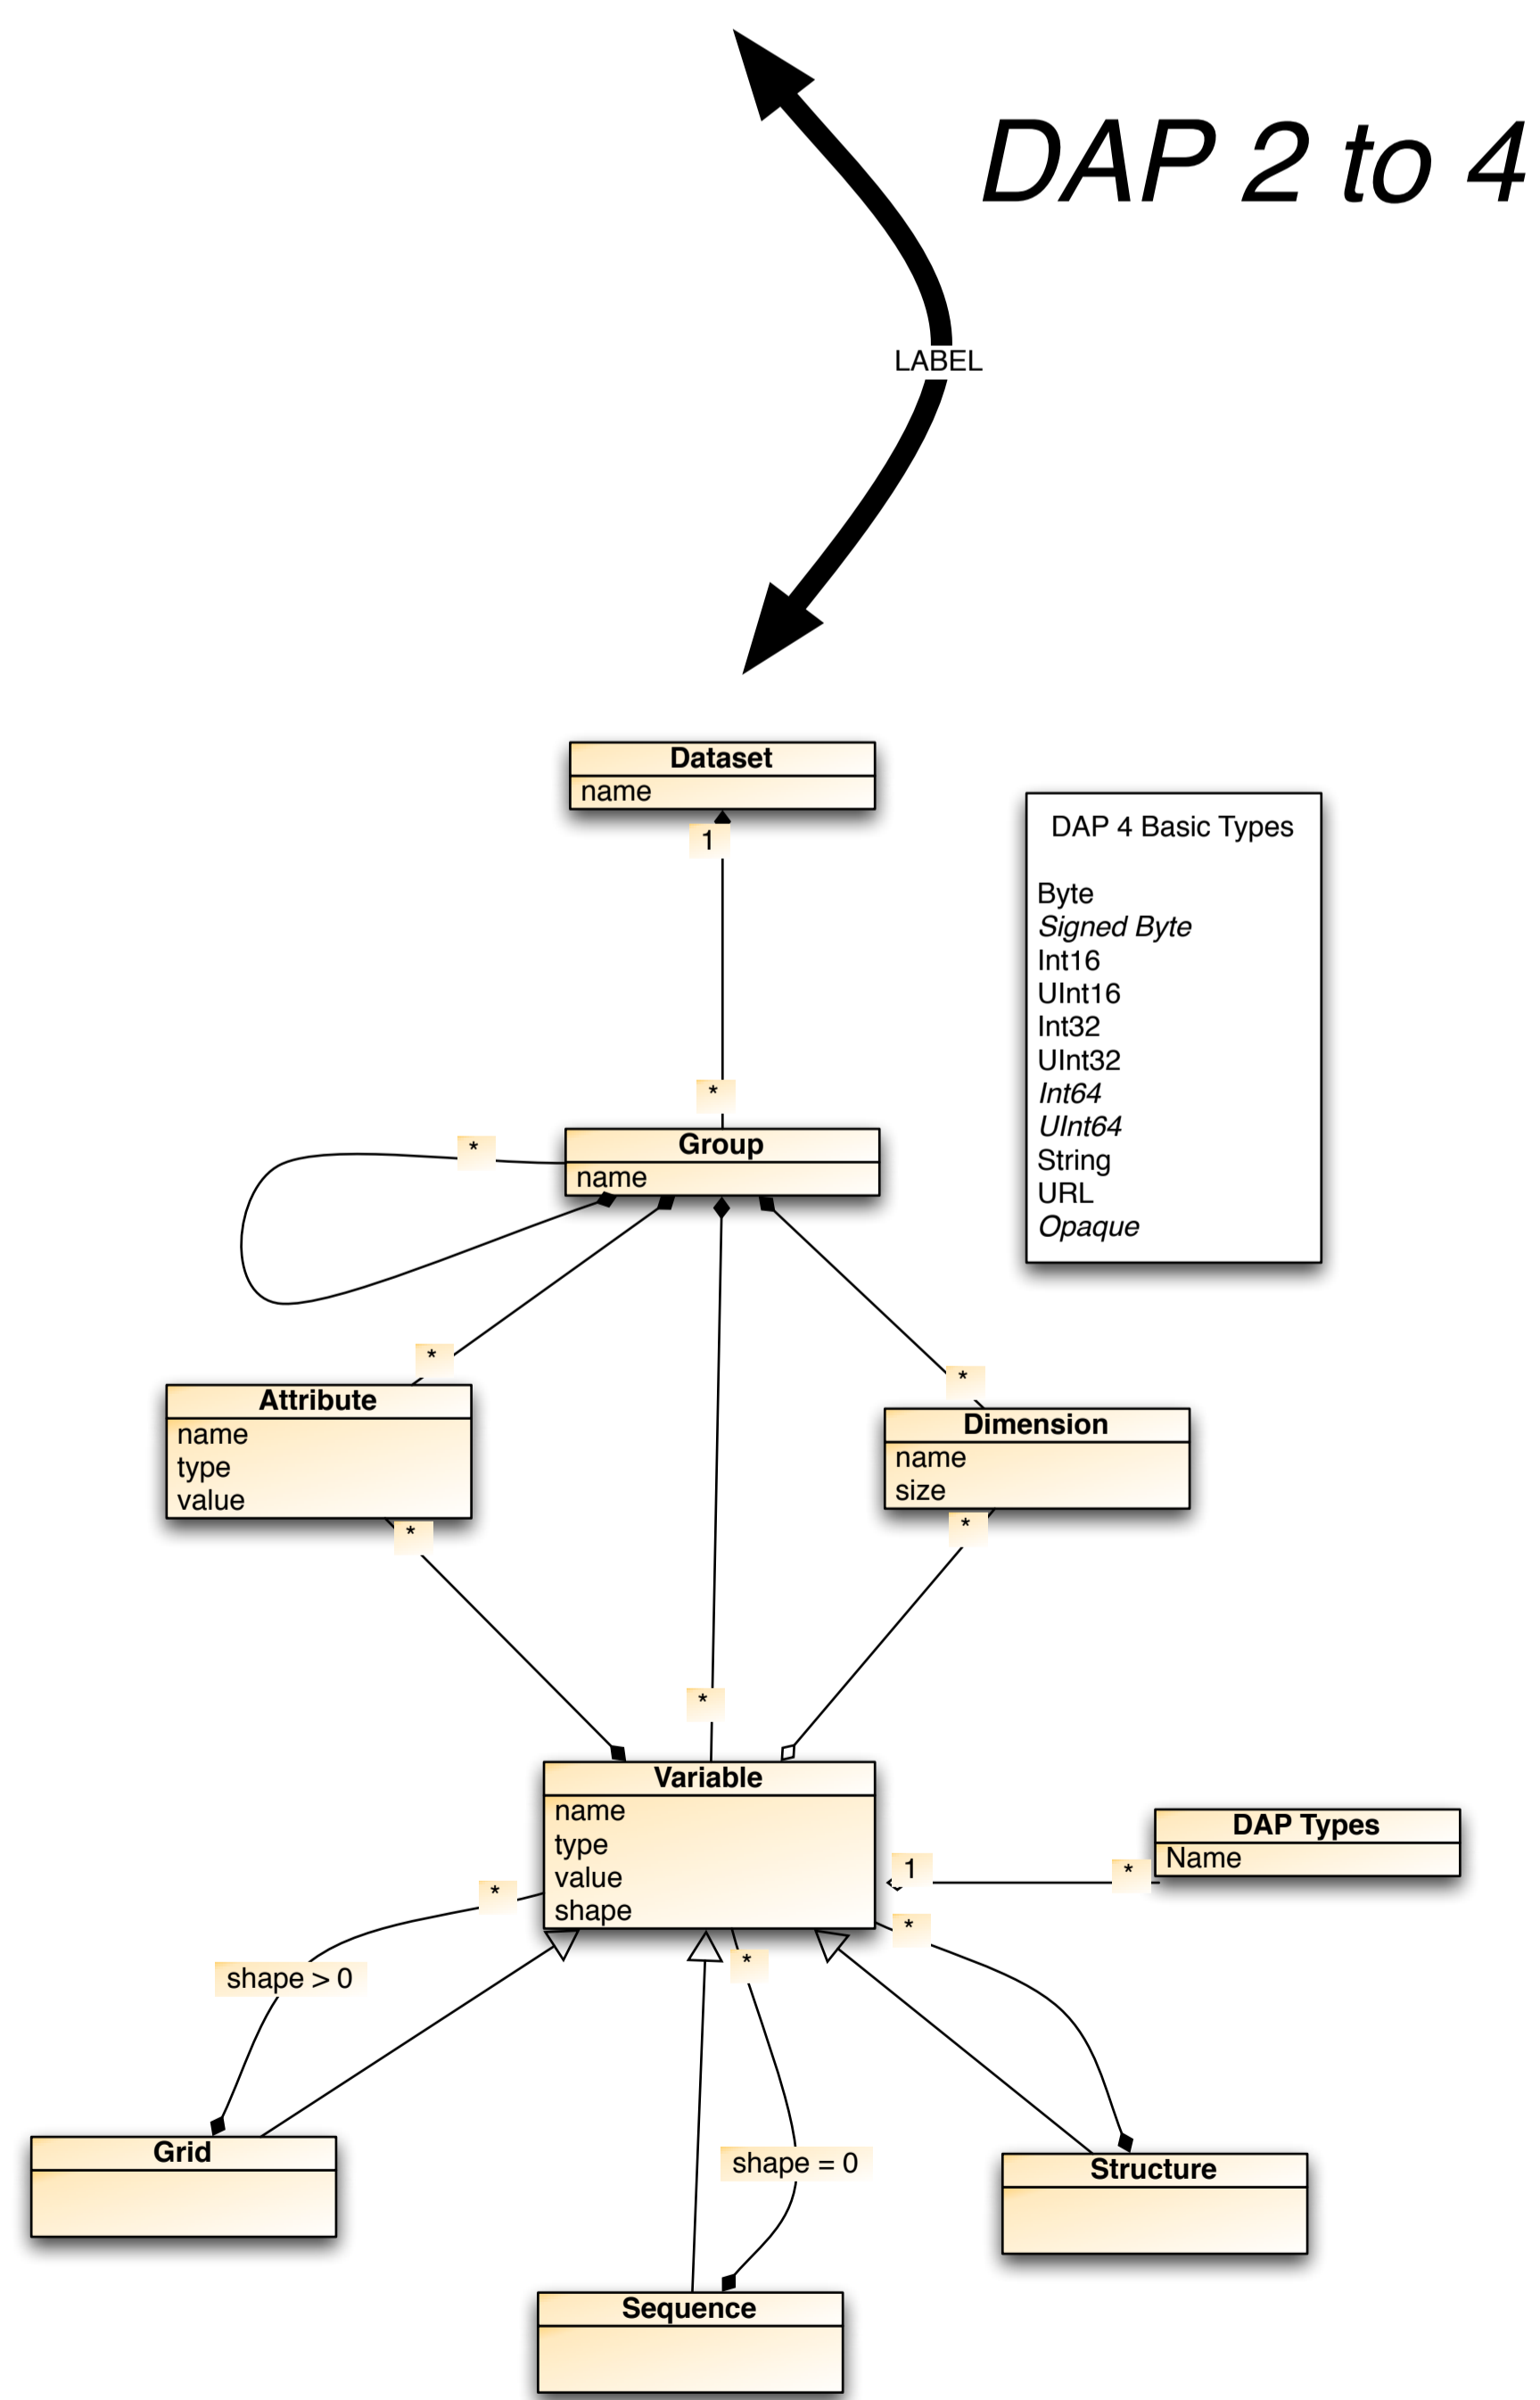 DAP 2 to 4
LABEL
Dataset
name
1
DAP 4 Basic Types
Byte
Signed Byte
Int16
UInt16
Int32
UInt32
Int64
UInt64
String
URL
Opaque
*
Group
name
*
*
*
Attribute
name
type
value
*
Dimension
name
size
*
*
Variable
name
type
value
shape
DAP Types
Name
1
*
*
*
*
shape > 0
shape = 0
Grid
Structure
Sequence